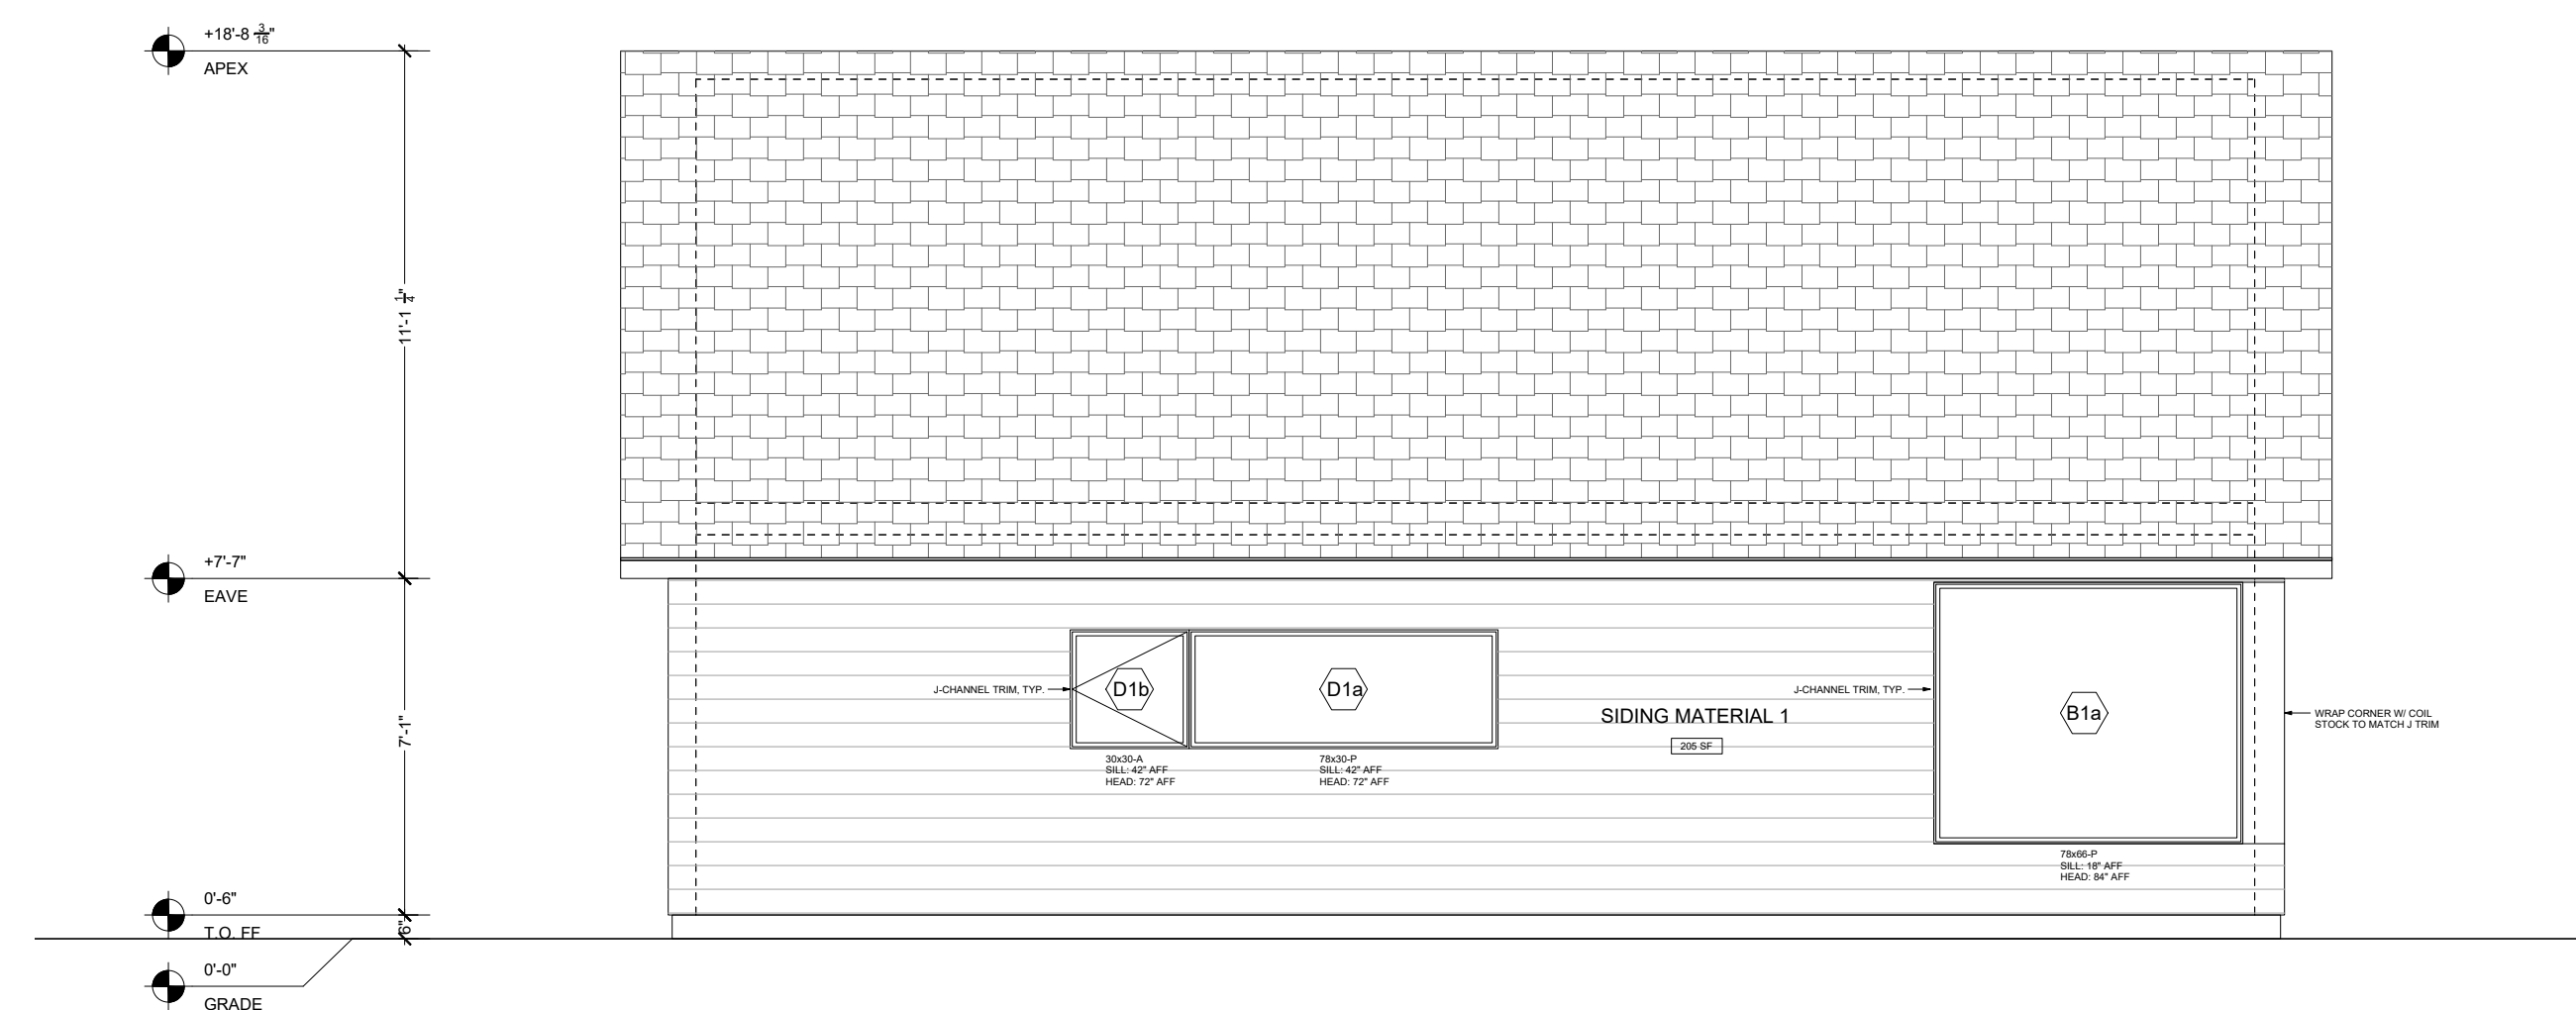 +18'-8 3/16"
APEX
11'-1 1/4"
+7'-7"
EAVE
7'-1"
0'-6"
T.O. FF
6"
0'-0"
GRADE
J-CHANNEL TRIM, TYP.
D1b
D1a
30x30-A
SILL: 42" AFF
HEAD: 72" AFF
78x30-P
SILL: 42" AFF
HEAD: 72" AFF
J-CHANNEL TRIM, TYP.
SIDING MATERIAL 1
205 SF
B1a
78x66-P
SILL: 18" AFF
HEAD: 84" AFF
WRAP CORNER W/ COIL
STOCK TO MATCH J TRIM